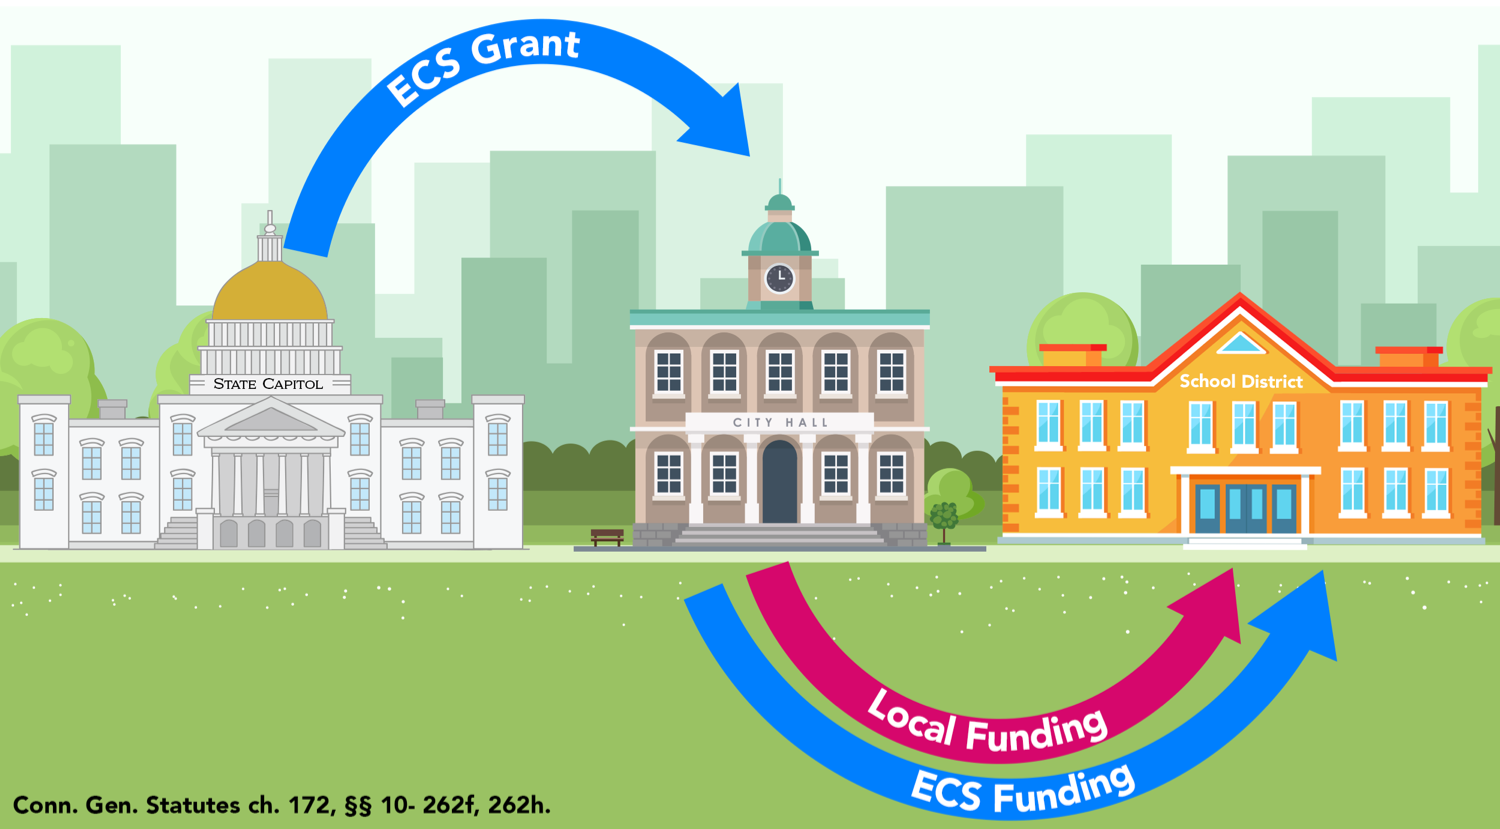 ECS Grant
STATE CAPITOL
CITY HALL
School District
Local Funding
ECS Funding
Conn. Gen. Statutes ch. 172, §§ 10- 262f, 262h.